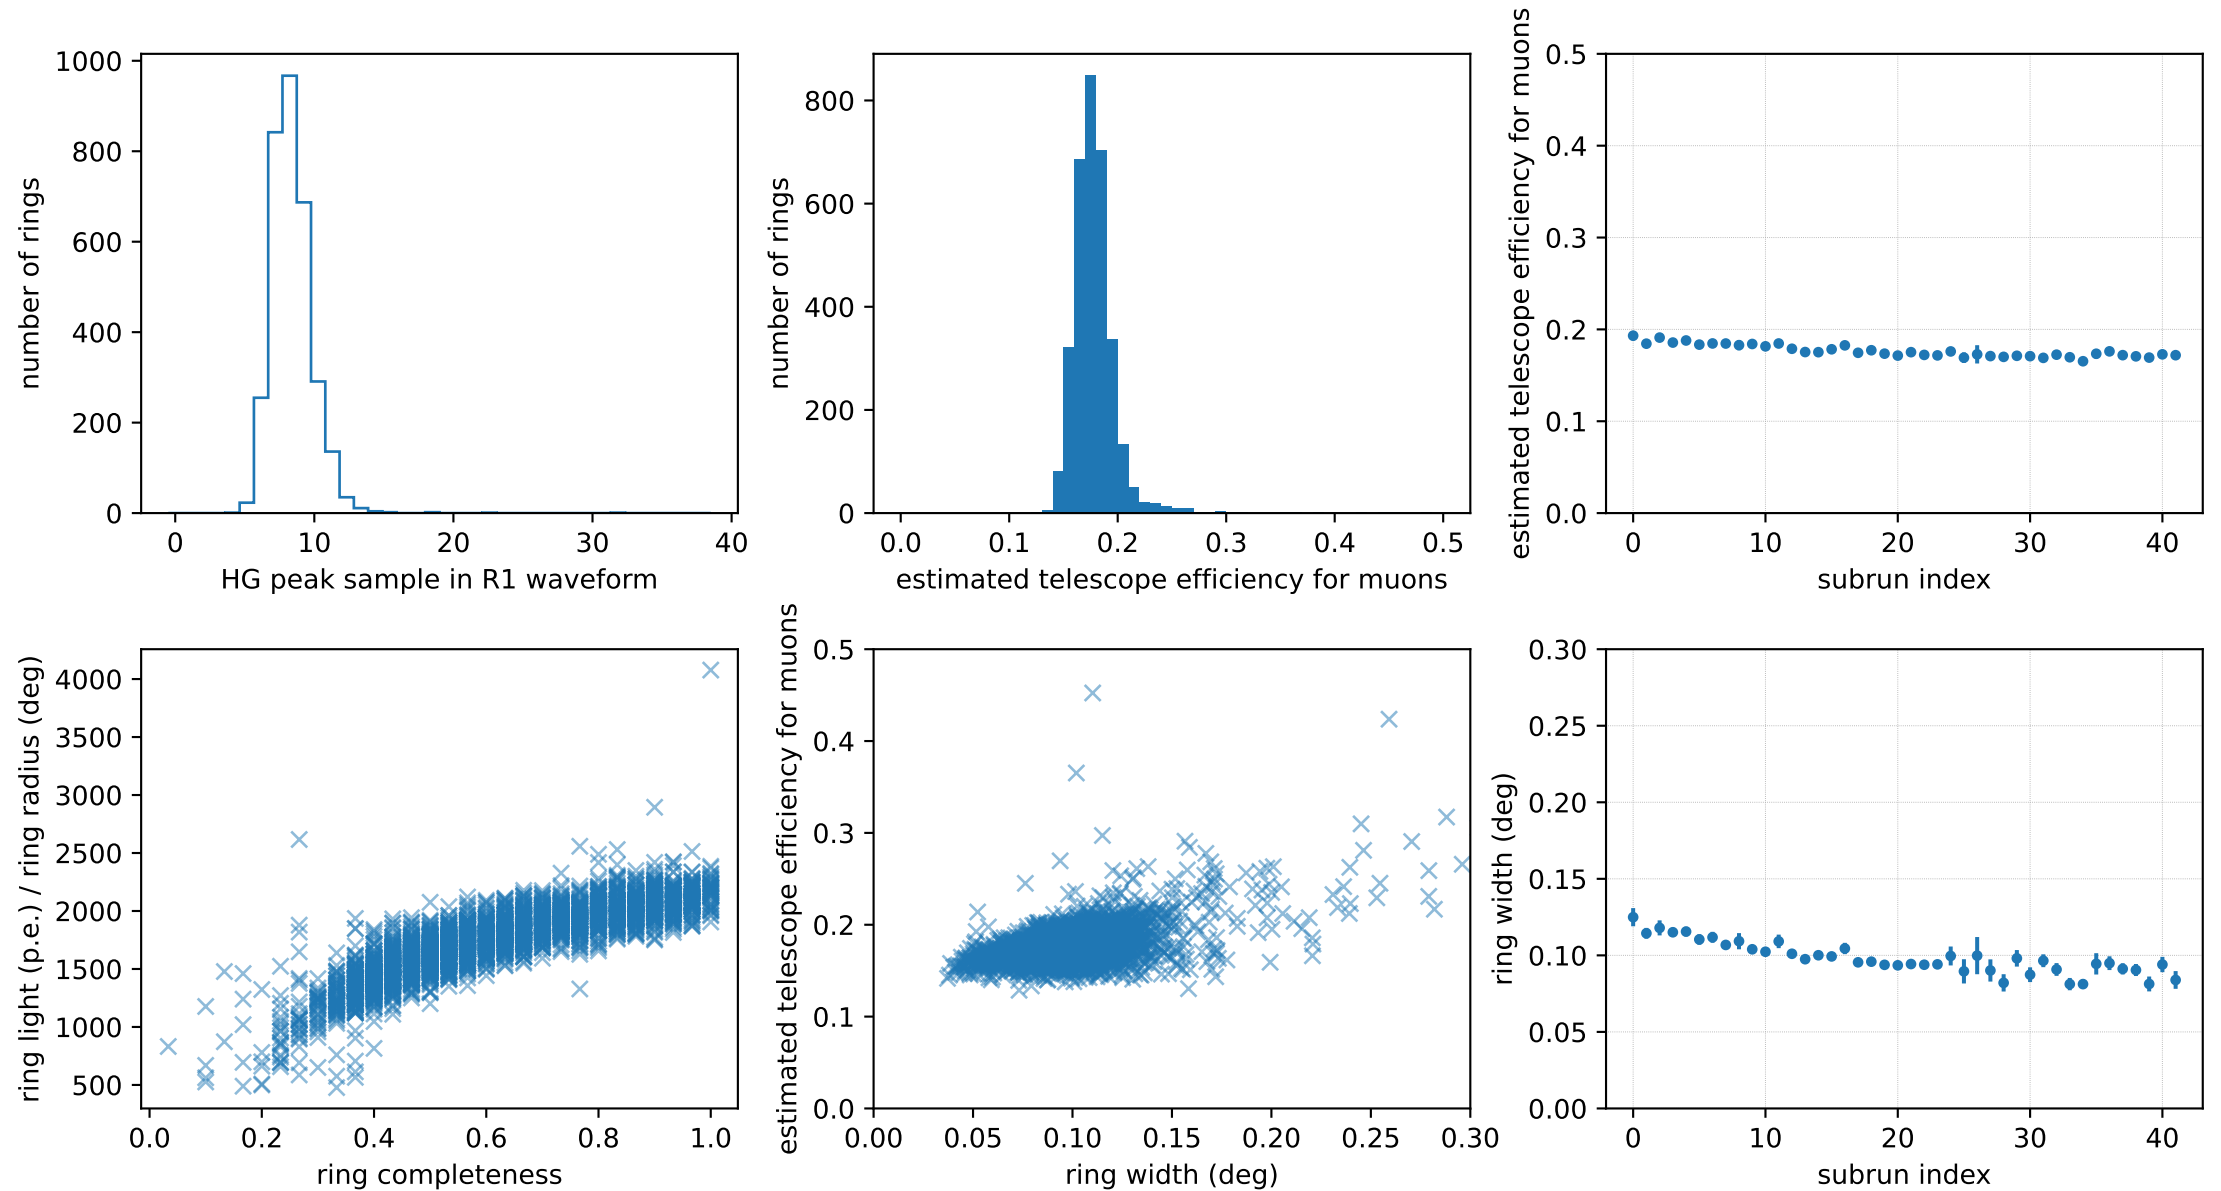 number of rings
1000
800
600
400
200
0
0 10 20 30 40
HG peak sample in R1 waveform
number of rings
800
600
400
200
0
0.0 0.1 0.2 0.3 0.4 0.5
estimated telescope efficiency for muons
estimated telescope efficiency for muons
0.5
0.4
0.3
0.2
0.1
0.0
0 10 20 30 40
subrun index
ring light (p.e.) / ring radius (deg)
4000
3500
3000
2500
2000
1500
1000
500
0.0 0.2 0.4 0.6 0.8 1.0
ring completeness
estimated telescope efficiency for muons
0.5
0.4
0.3
0.2
0.1
0.0
0.00 0.05 0.10 0.15 0.20 0.25 0.30
ring width (deg)
ring width (deg)
0.30
0.25
0.20
0.15
0.10
0.05
0.00
0 10 20 30 40
subrun index